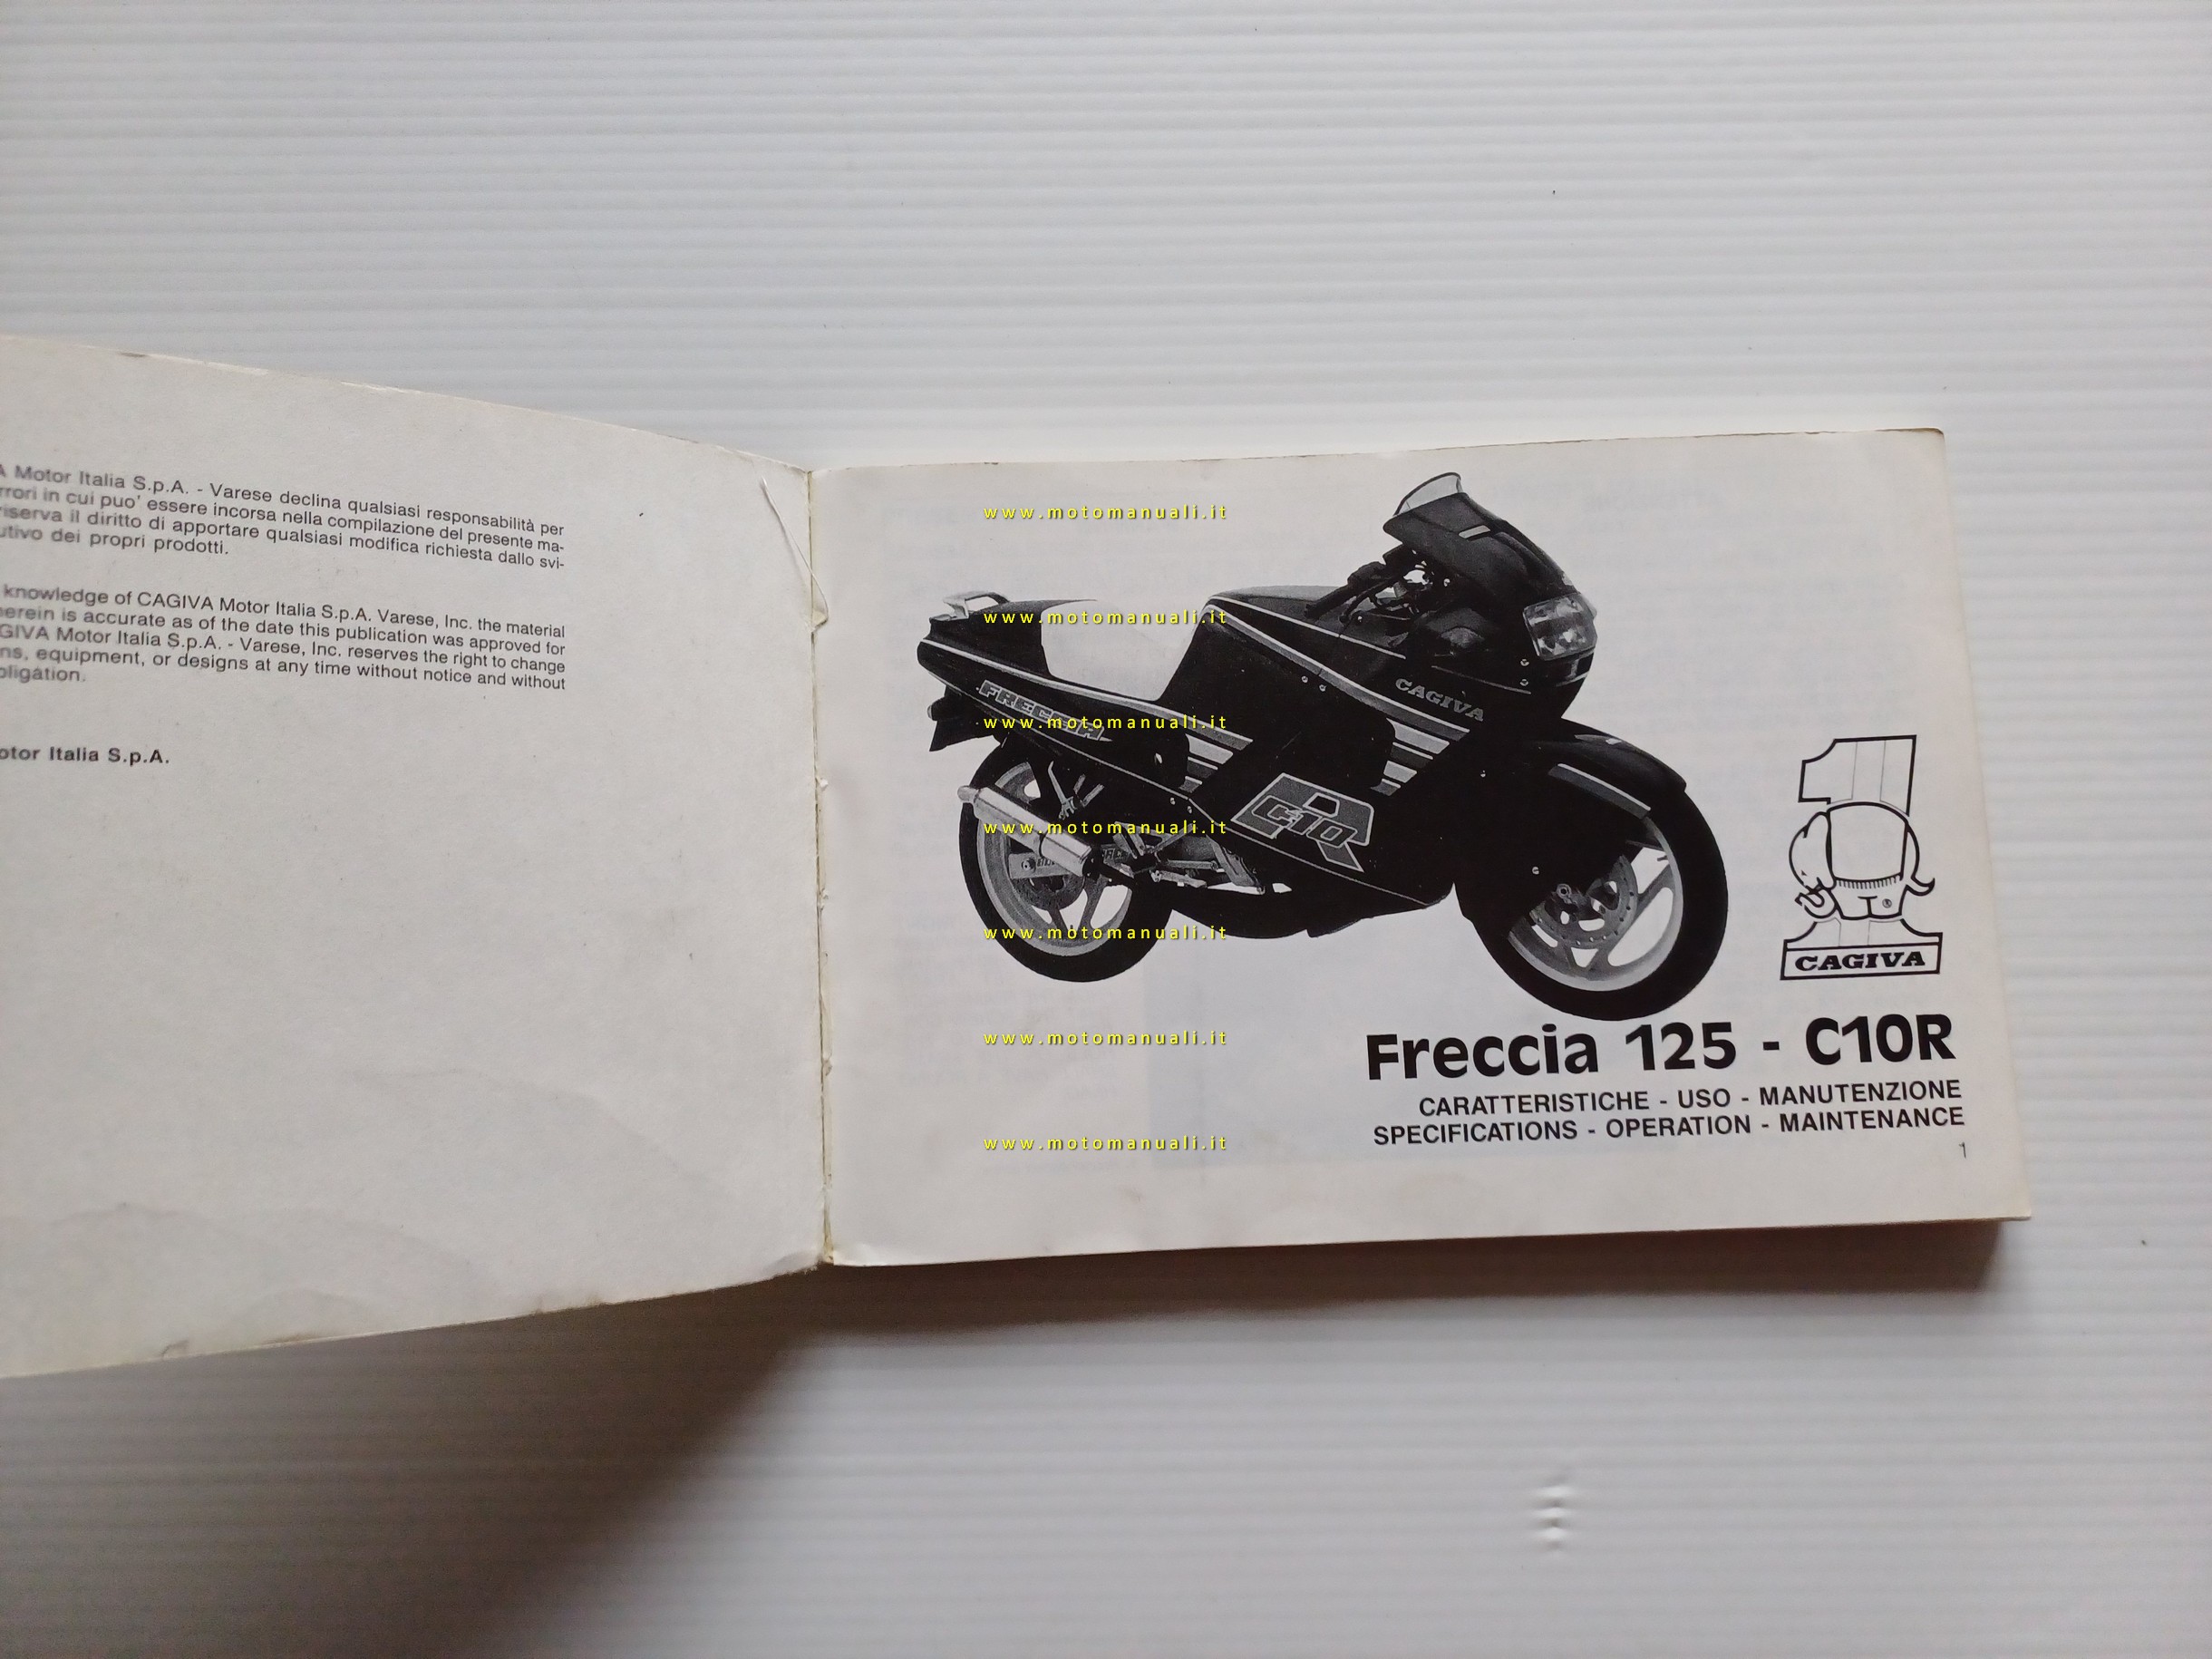 A Motor Italia S.p.A. - Varese declina qualsiasi responsabilità per
rrori in cui puo' essere incorsa nella compilazione del presente ma-
riserva il diritto di apportare qualsiasi modifica richiesta dallo svi-
utivo dei propri prodotti.
knowledge of CAGIVA Motor Italia S.p.A. Varese, Inc. the material
herein is accurate as of the date this publication was approved for
GIVA Motor Italia S.p.A. - Varese, Inc. reserves the right to change
ns, equipment, or designs at any time without notice and without
bligation.
otor Italia S.p.A.
www.motomanuali.it
www.motomanuali.it
CAGIVA
FRECCIA
www.motomanuali.it
C10R
www.motomanuali.it
www.motomanuali.it
1
®
CAGIVA
www.motomanuali.it
Freccia 125 - C10R
CARATTERISTICHE - USO - MANUTENZIONE
SPECIFICATIONS - OPERATION - MAINTENANCE
www.motomanuali.it
1